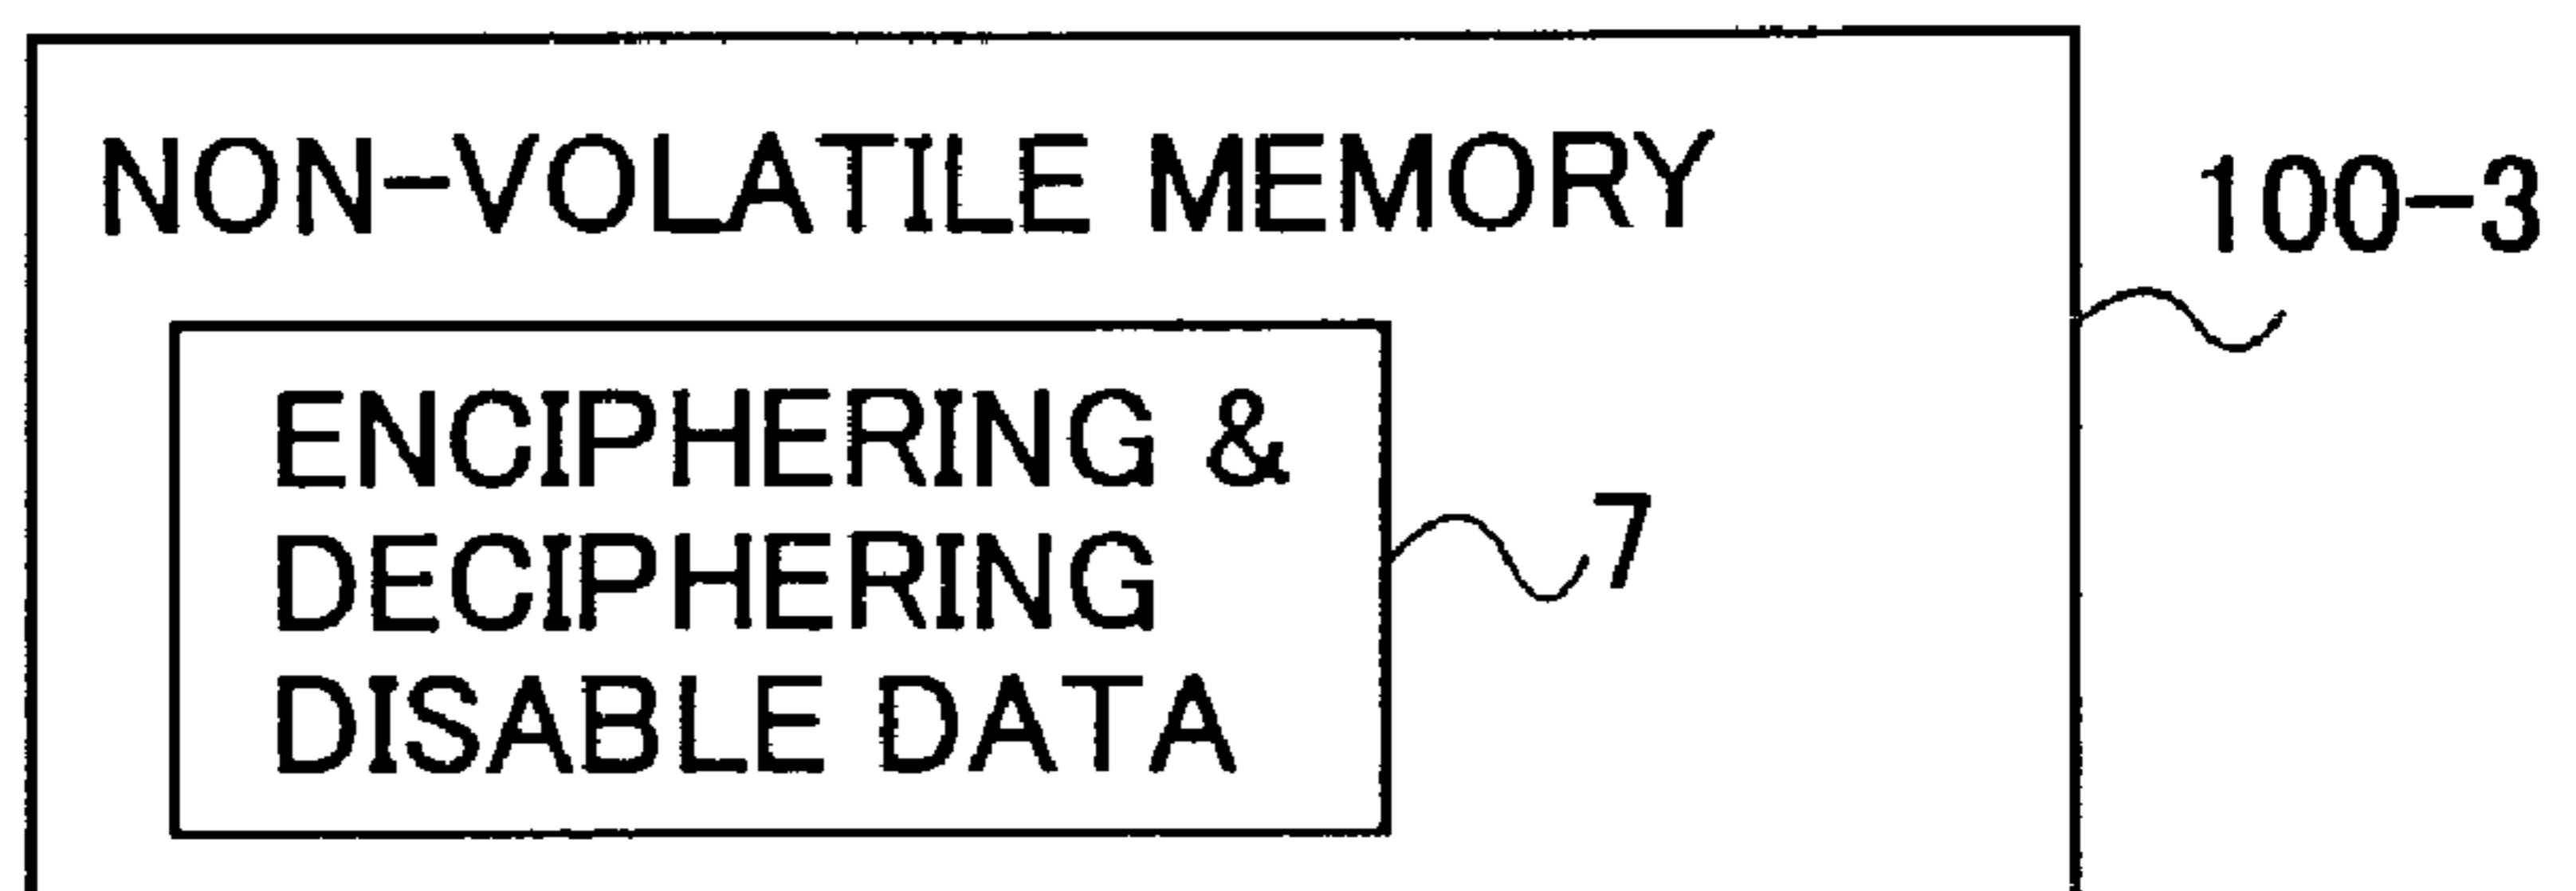 NON-VOLATILE MEMORY
100-3
ENCIPHERING &
DECIPHERING
DISABLE DATA
7